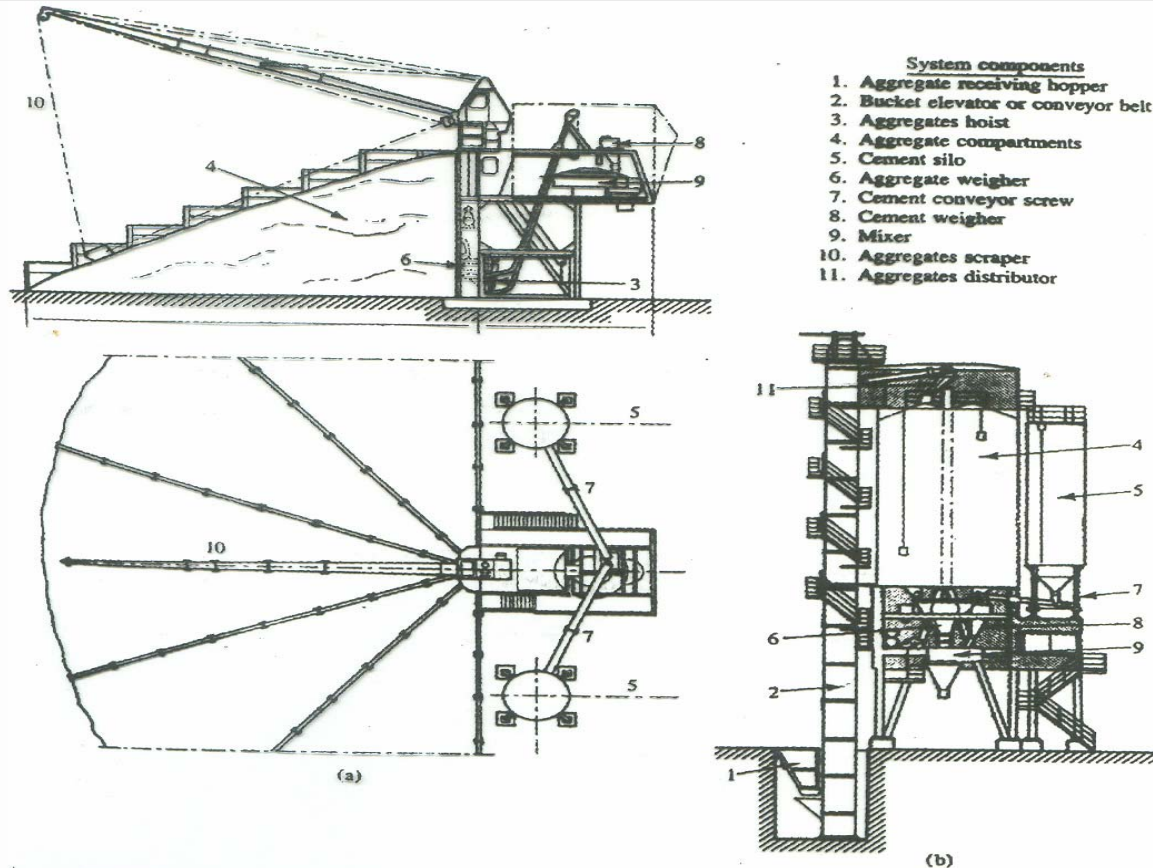 System components
1. Aggregate receiving hopper
2. Bucket elevator or conveyor belt
3. Aggregates hoist
4. Aggregate compartments
5. Cement silo
6. Aggregate weigher
7. Cement conveyor screw
8. Cement weigher
9. Mixer
10. Aggregates scraper
11. Aggregates distributor
10
4
8
9
6
3
5
7
10
7
5
(a)
11
4
5
7
6
8
9
2
1
(b)